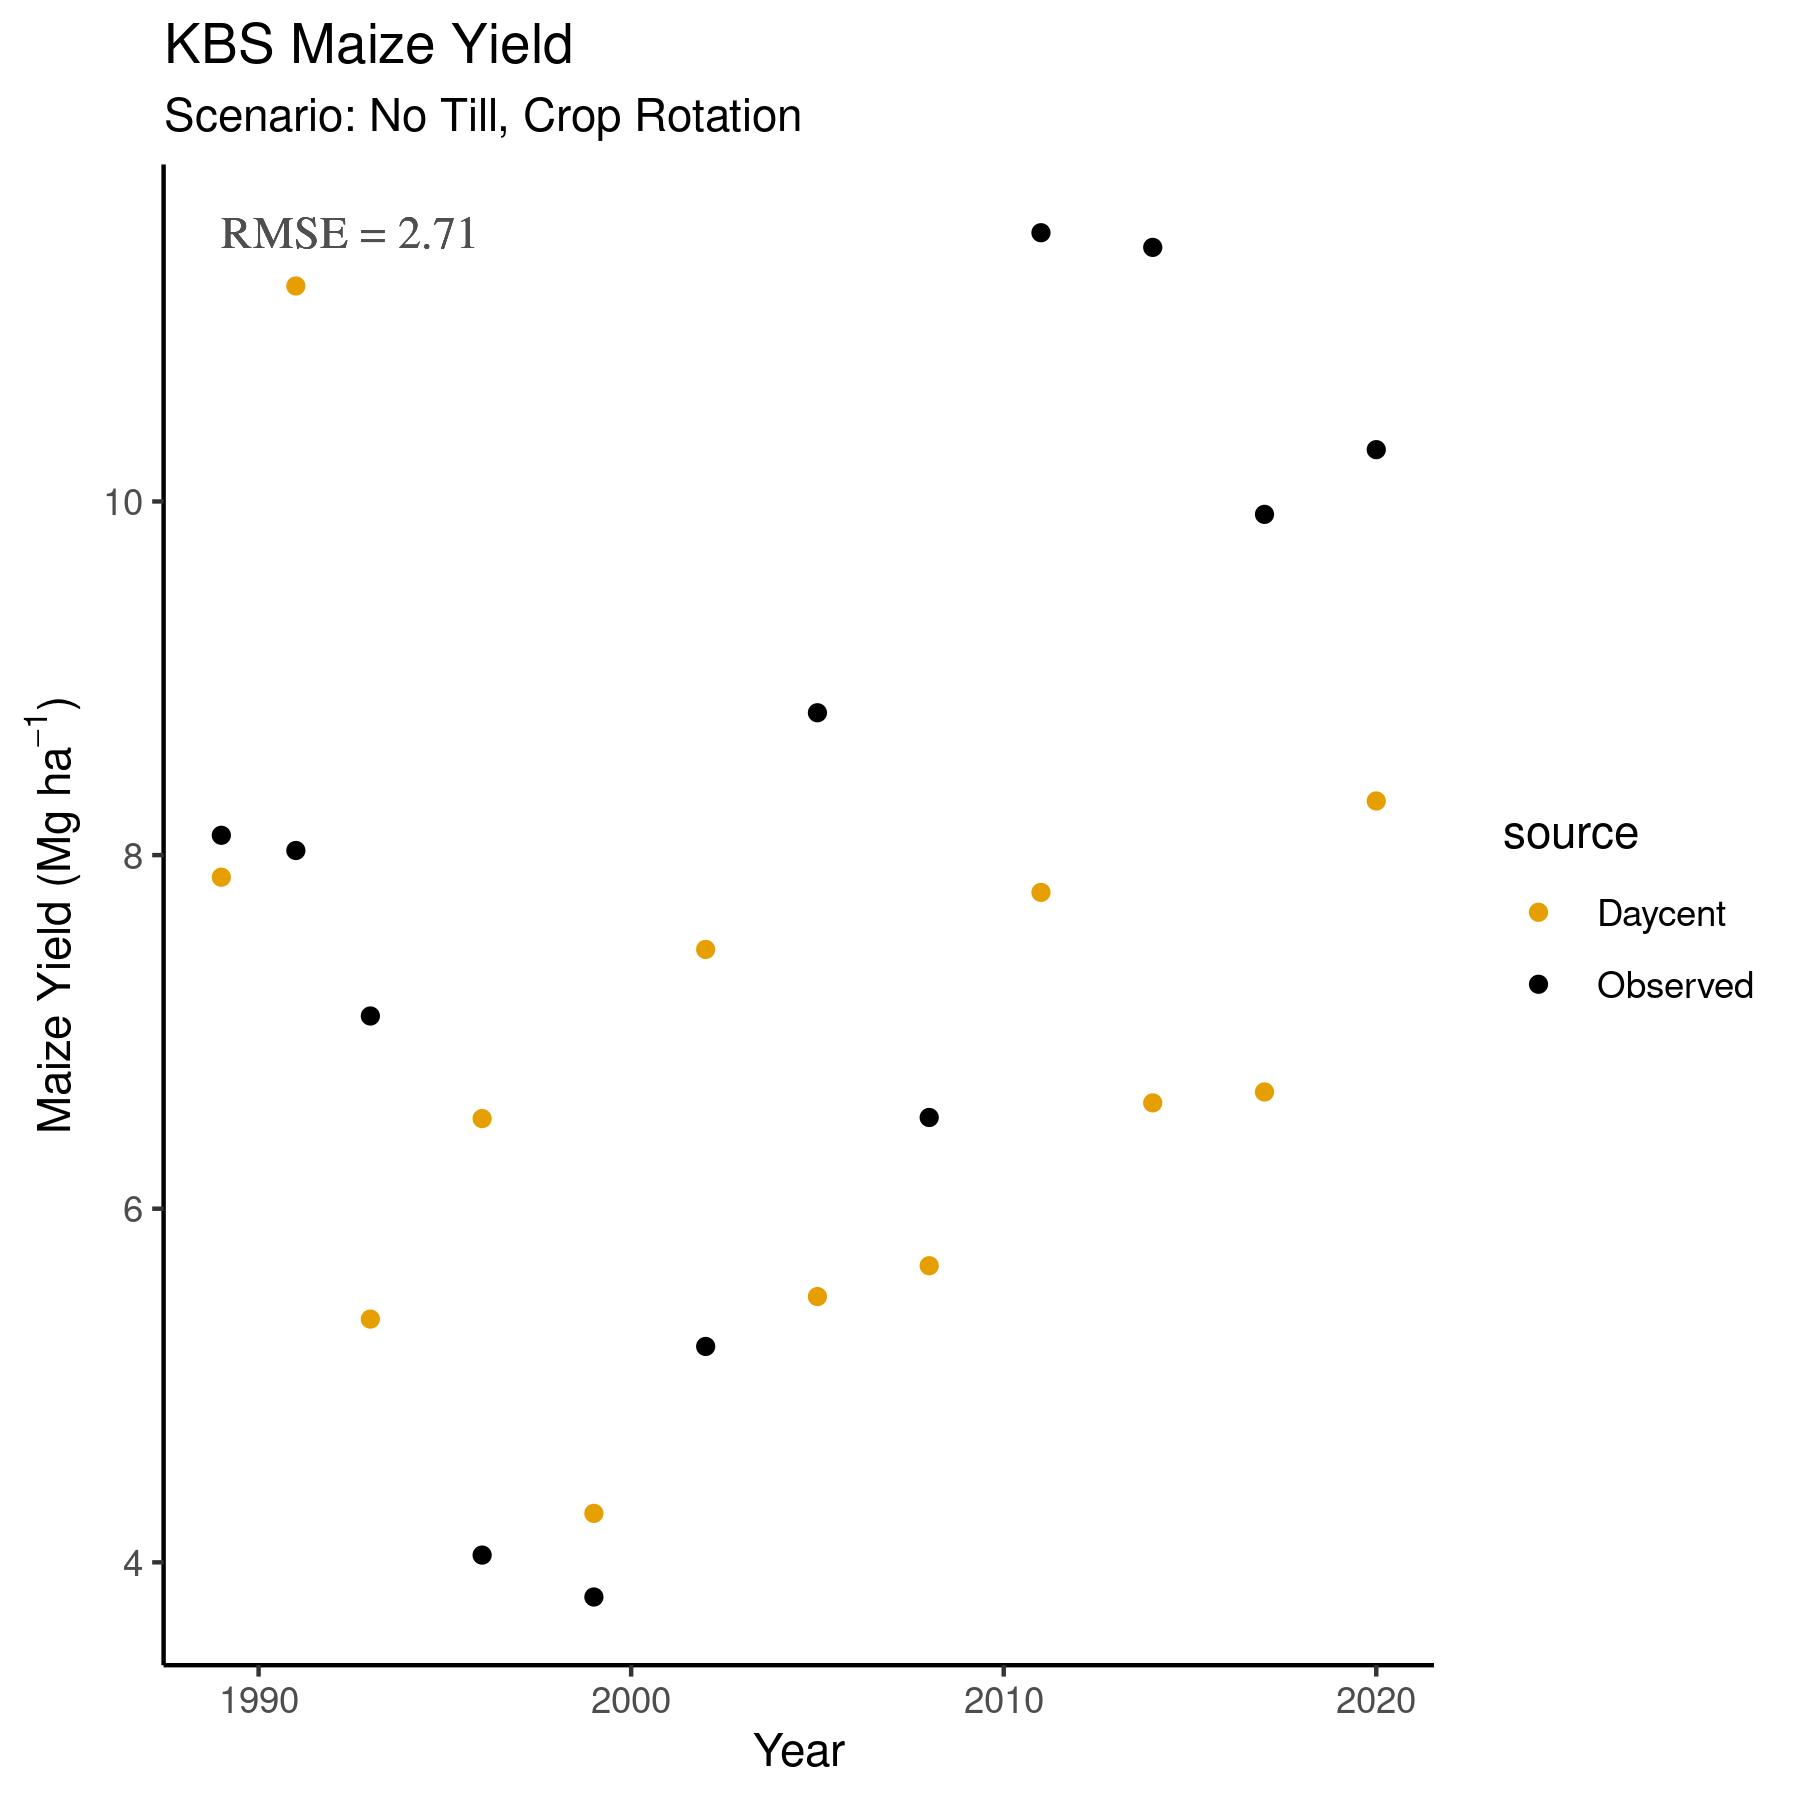 KBS Maize Yield
Scenario: No Till, Crop Rotation
RMSE = 2.71
10
8
6
4
Maize Yield (Mg ha⁻¹)
1990 2000 2010 2020
Year
source
Daycent
Observed